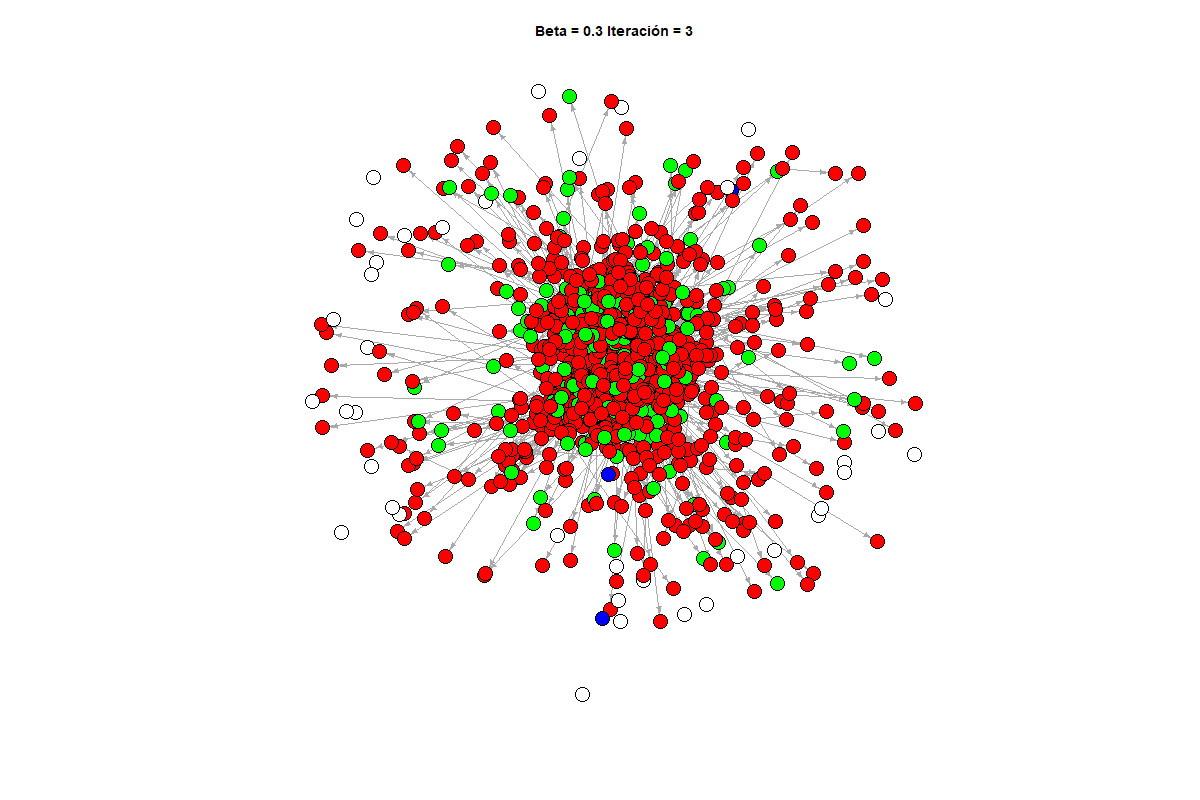 Beta = 0.3 Iteración = 3